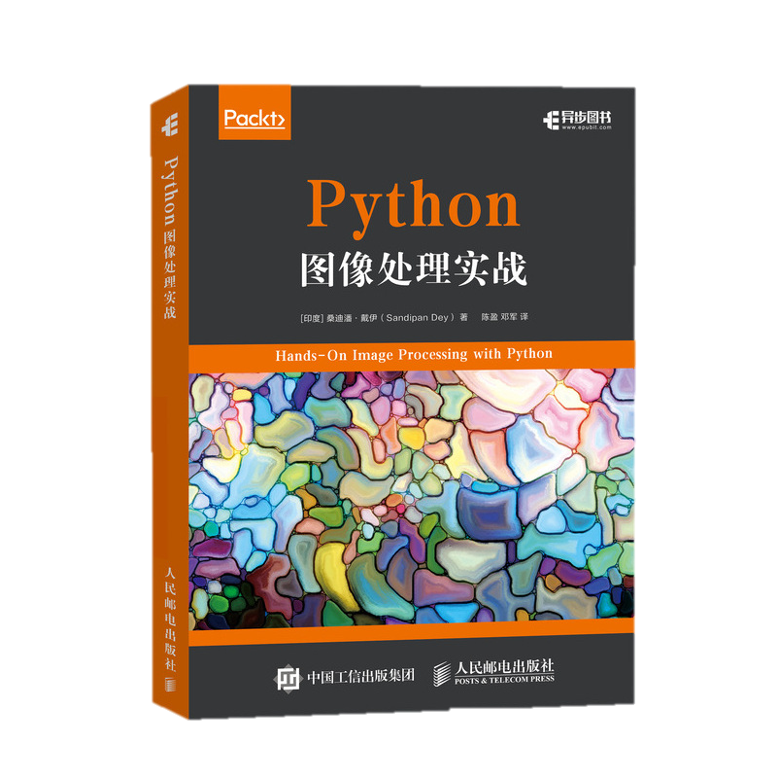 Packt>
异步图书
www.epubit.com
Python
图像处理实战
[印度] 桑迪潘·戴伊（Sandipan Dey）著 陈盈 邓军 译
Hands-On Image Processing with Python
中国工信出版集团
人民邮电出版社
POSTS & TELECOM PRESS
Python 图像处理实战
人民邮电出版社